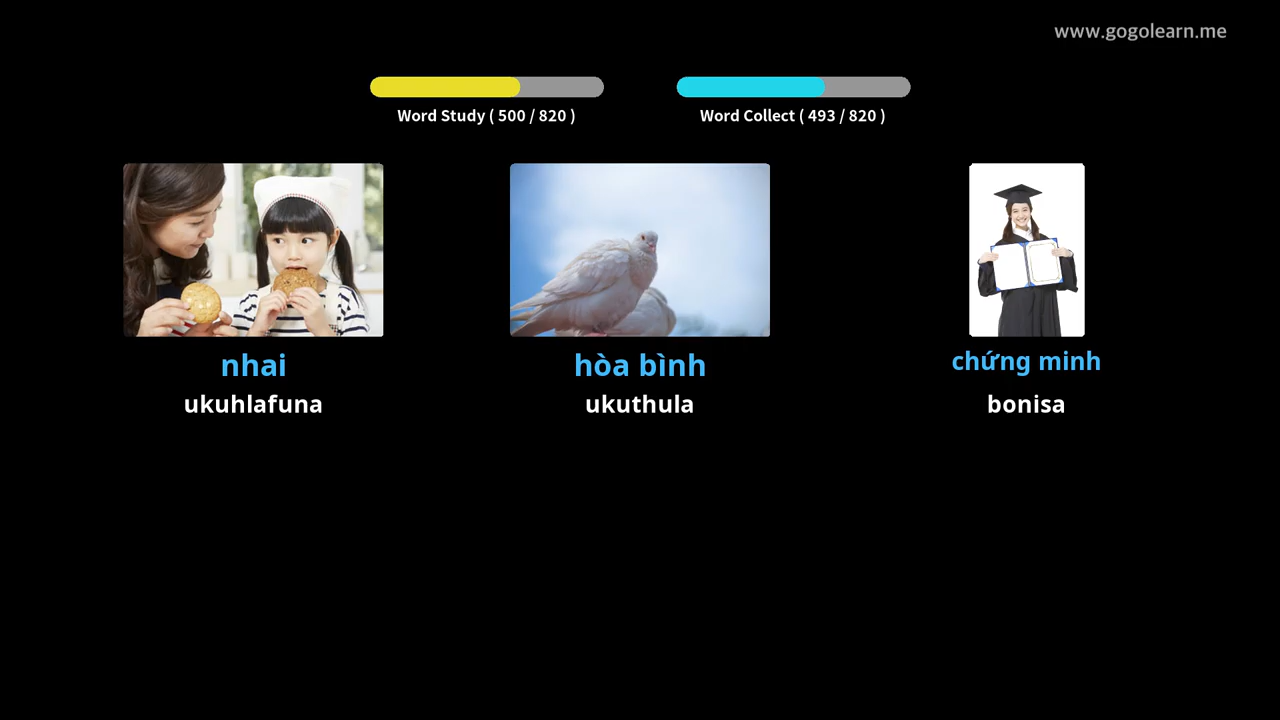 www.gogolearn.me
Word Study ( 500 / 820 )
Word Collect ( 493 / 820 )
nhai
hòa bình
chứng minh
ukuhlafuna
ukuthula
bonisa